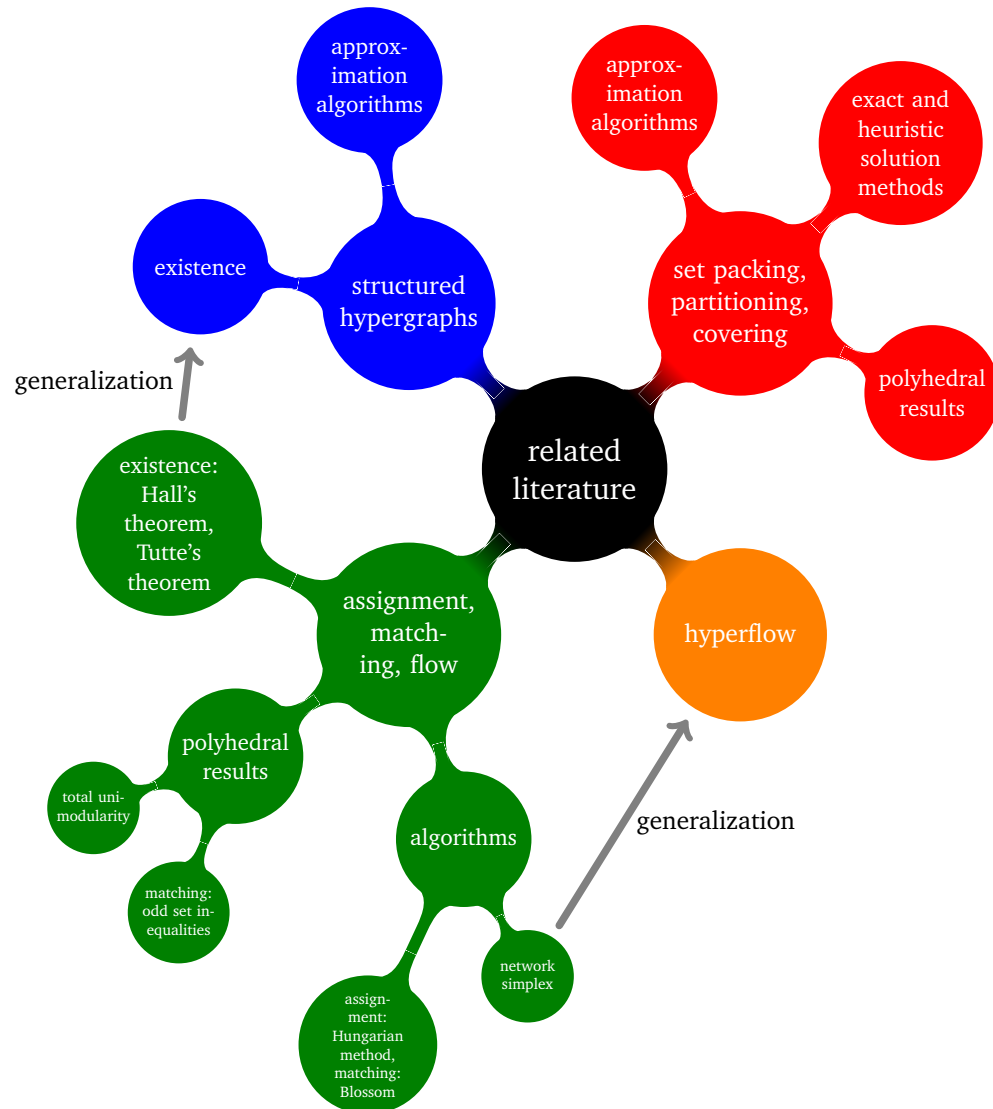 approx-
imation
algorithms
approx-
imation
algorithms
exact and
heuristic
solution
methods
existence
structured
hypergraphs
set packing,
partitioning,
covering
generalization
polyhedral
results
related
literature
existence:
Hall's
theorem,
Tutte's
theorem
assignment,
match-
ing, flow
hyperflow
polyhedral
results
total uni-
modularity
algorithms
generalization
matching:
odd set in-
equalities
network
simplex
assign-
ment:
Hungarian
method,
matching:
Blossom